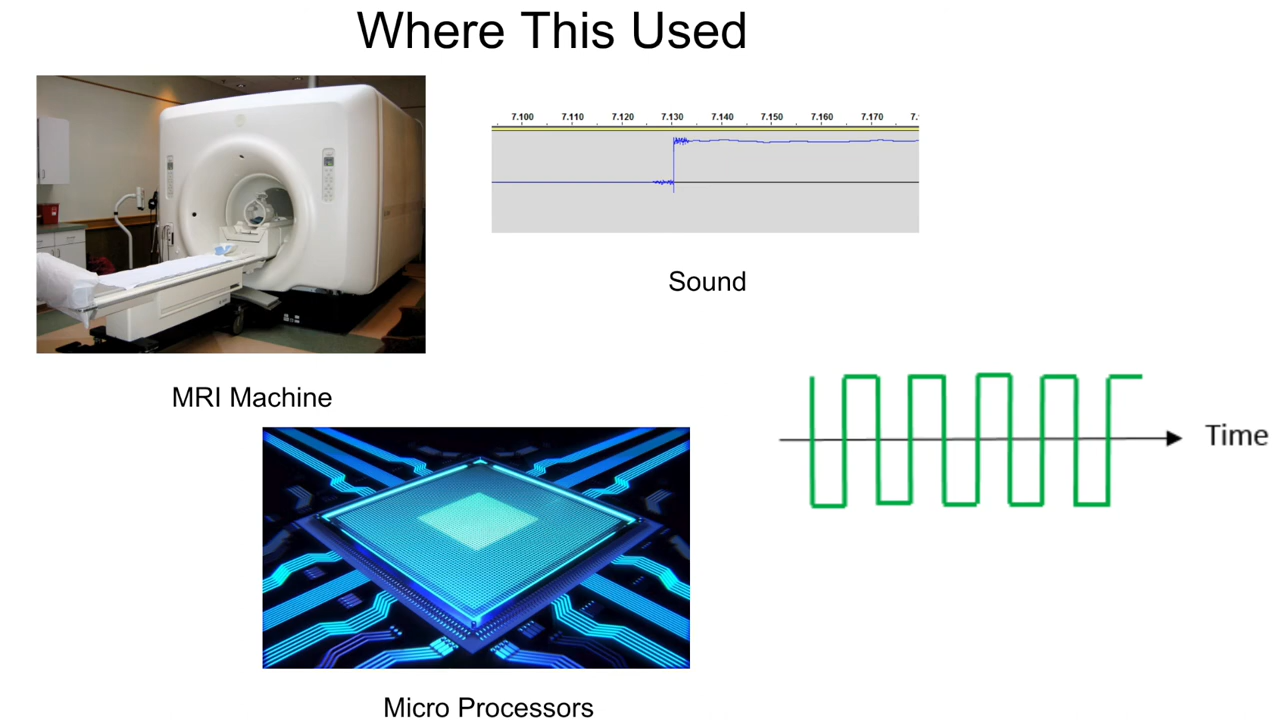 Where This Used
7.100 7.110 7.120 7.130 7.140 7.150 7.160 7.170 7.
Sound
MRI Machine
Time
Micro Processors